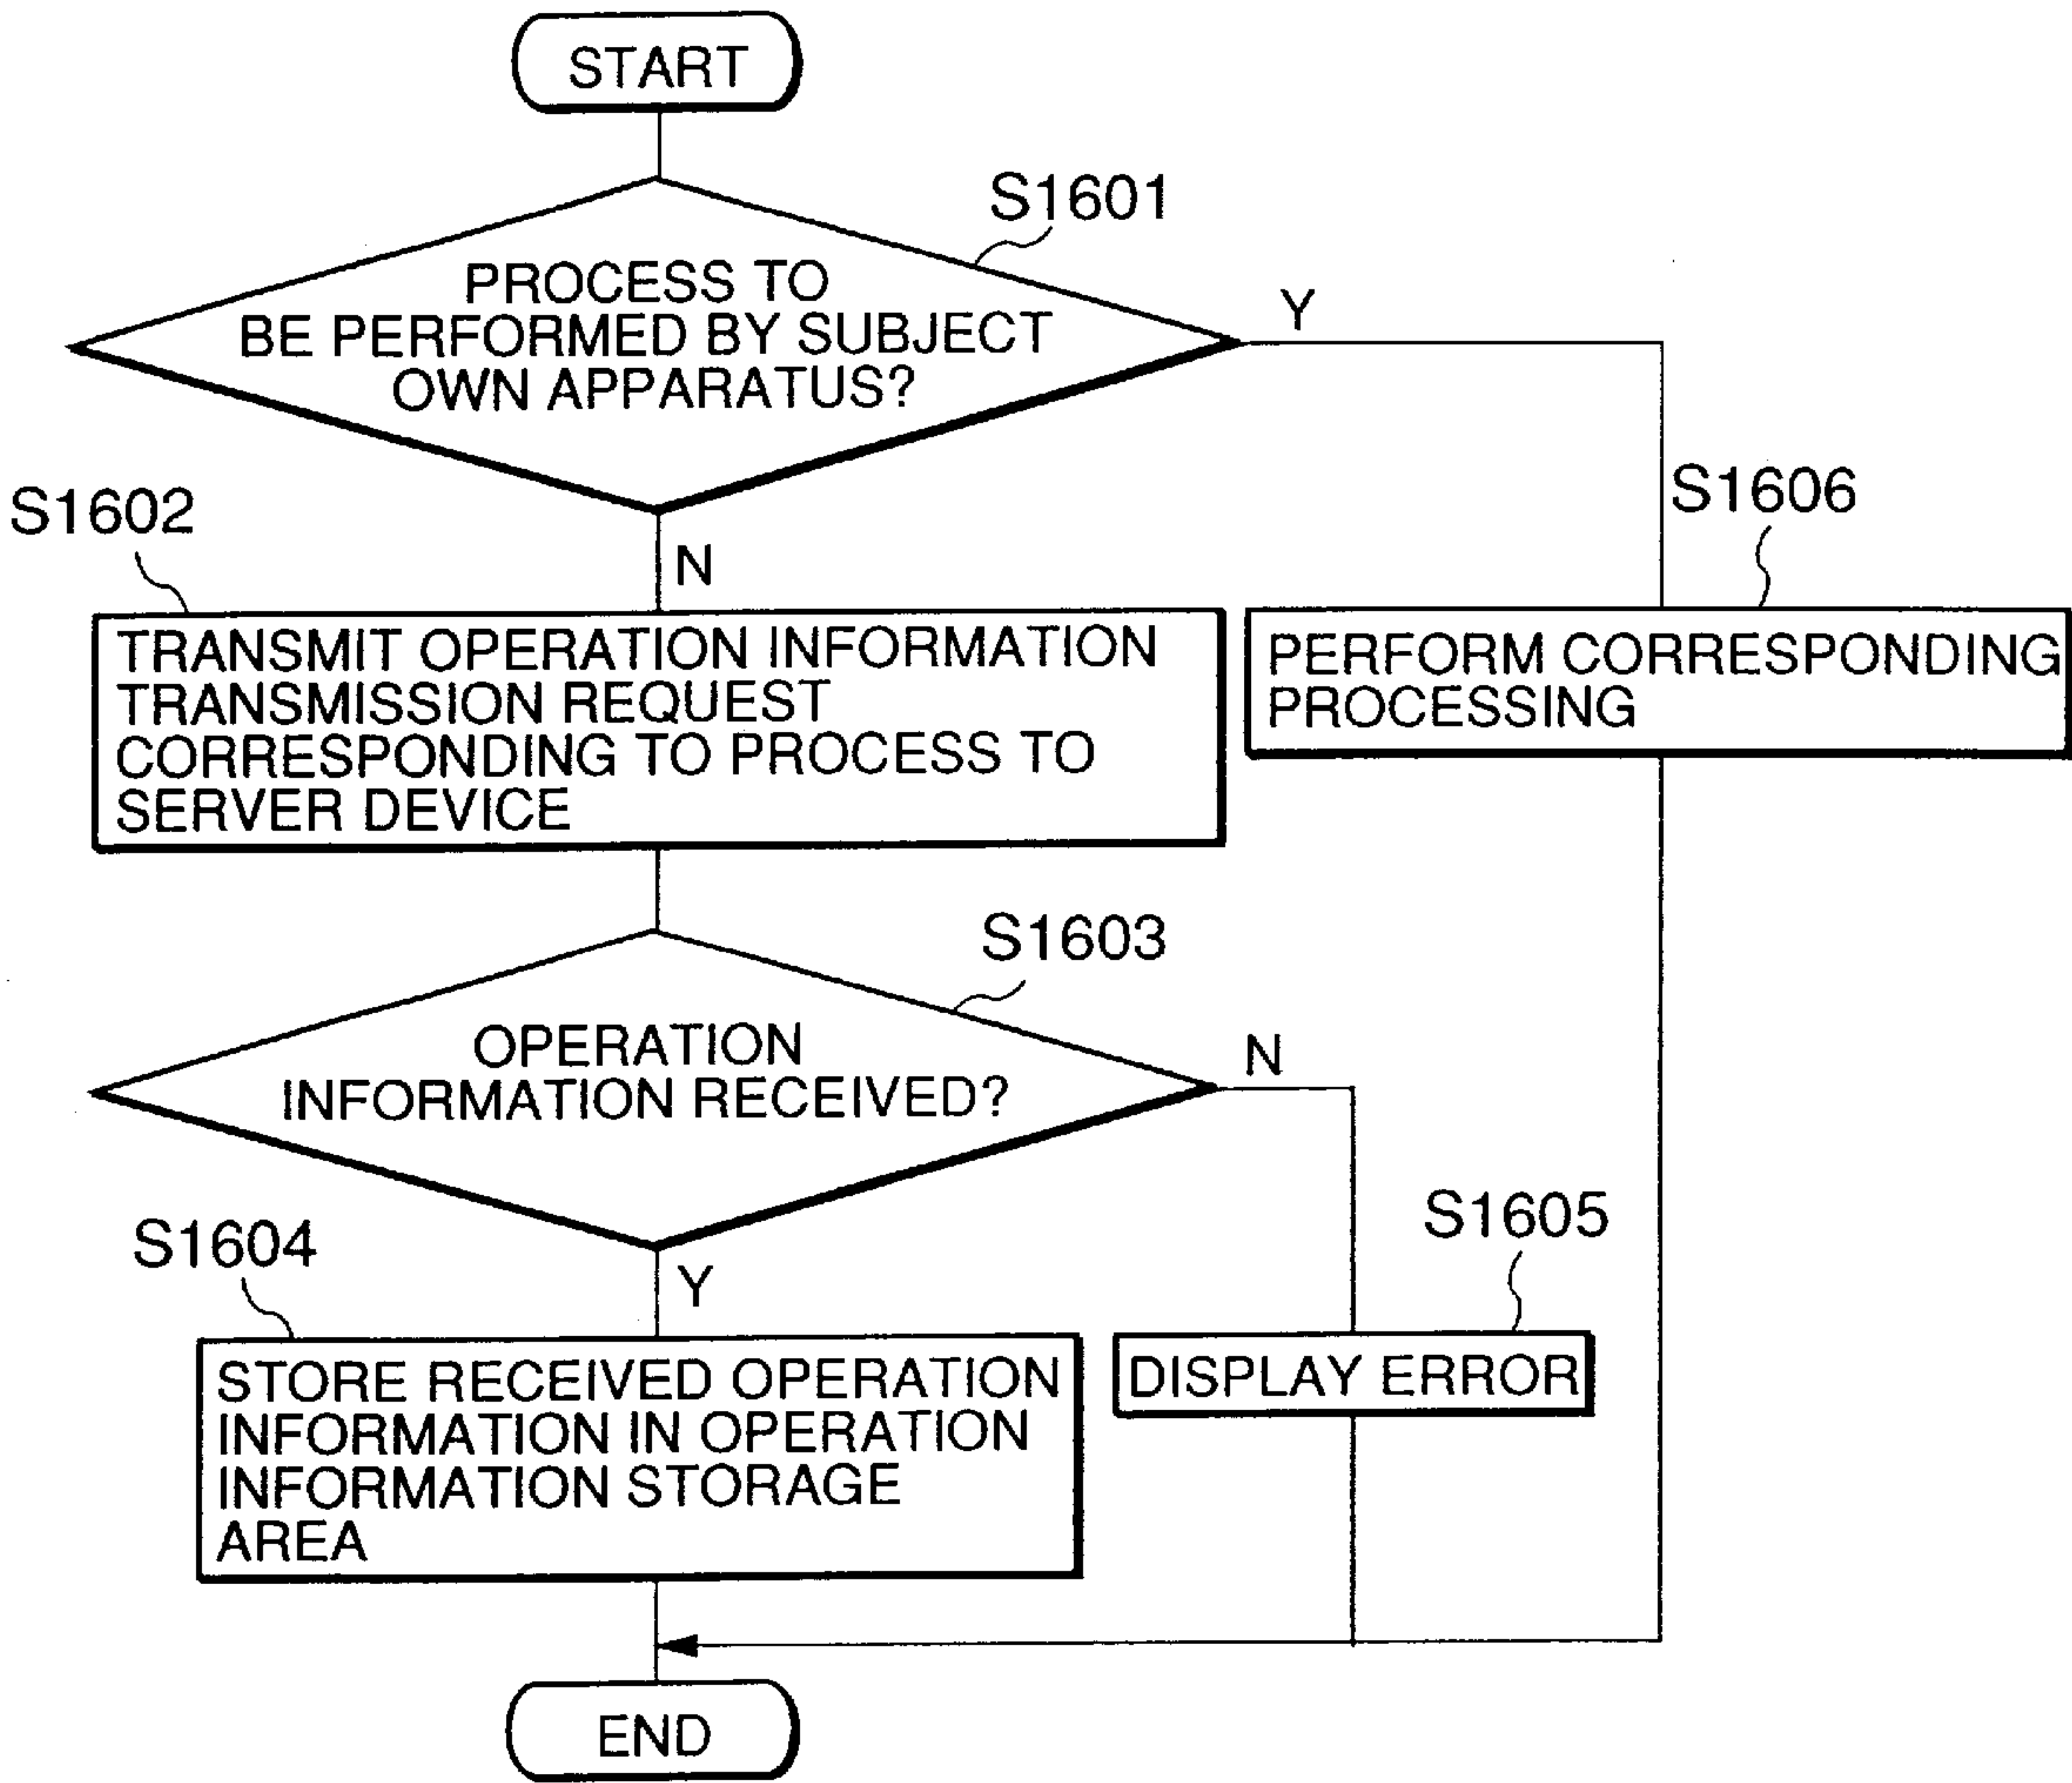 START
S1601
PROCESS TO
BE PERFORMED BY SUBJECT
OWN APPARATUS?
Y
S1602
N
S1606
TRANSMIT OPERATION INFORMATION
TRANSMISSION REQUEST
CORRESPONDING TO PROCESS TO
SERVER DEVICE
PERFORM CORRESPONDING
PROCESSING
S1603
OPERATION
INFORMATION RECEIVED?
N
S1604
Y
S1605
STORE RECEIVED OPERATION
INFORMATION IN OPERATION
INFORMATION STORAGE
AREA
DISPLAY ERROR
END